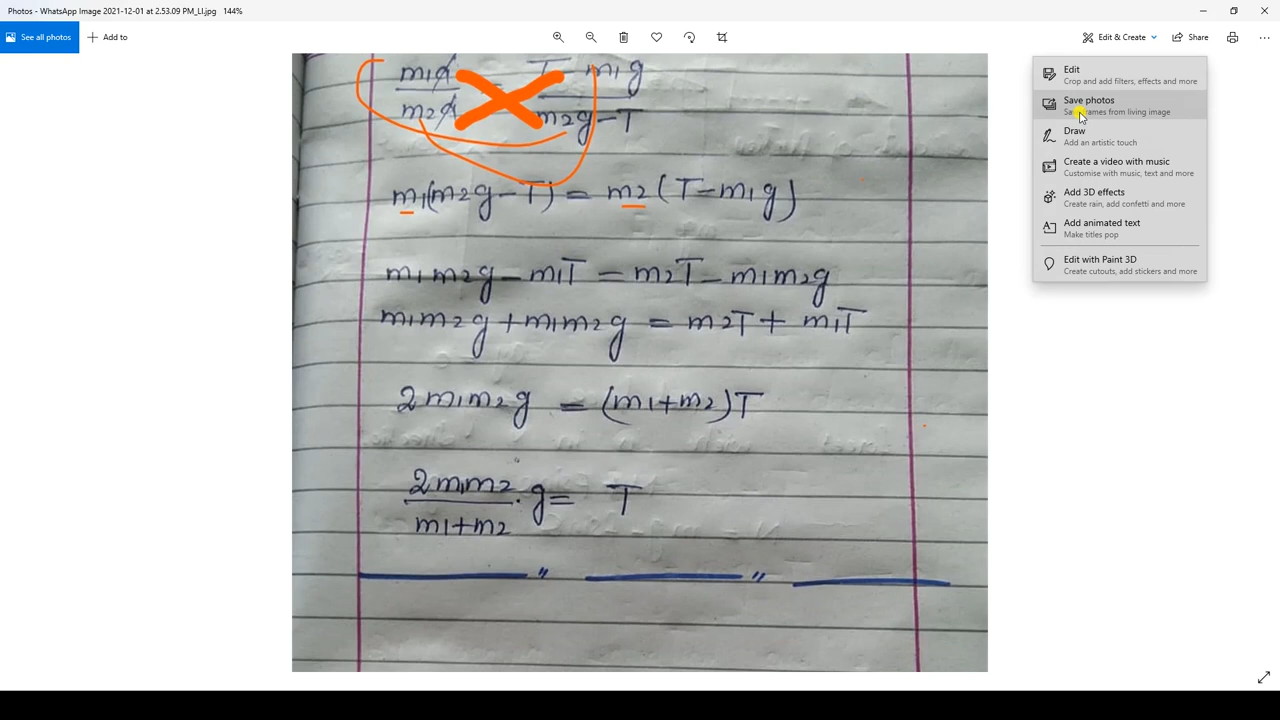 Photos - WhatsApp Image 2021-12-01 at 2.53.09 PM_LI.jpg 144%
See all photos
Add to
Edit & Create
Share
Edit
Crop and add filters, effects and more
Save photos
Save frames from living image
Draw
Add an artistic touch
Create a video with music
Customise with music, text and more
Add 3D effects
Create rain, add confetti and more
Add animated text
Make titles pop
Edit with Paint 3D
Create cutouts, add stickers and more
m1a T - m1g
m2a m2g - T
m1(m2g - T) = m2 (T - m1g)
m1m2g - m1T = m2T - m1m2g
m1m2g + m1m2g = m2T + m1T
2m1m2g = (m1+m2)T
2m1m2
m1+m2 . g = T